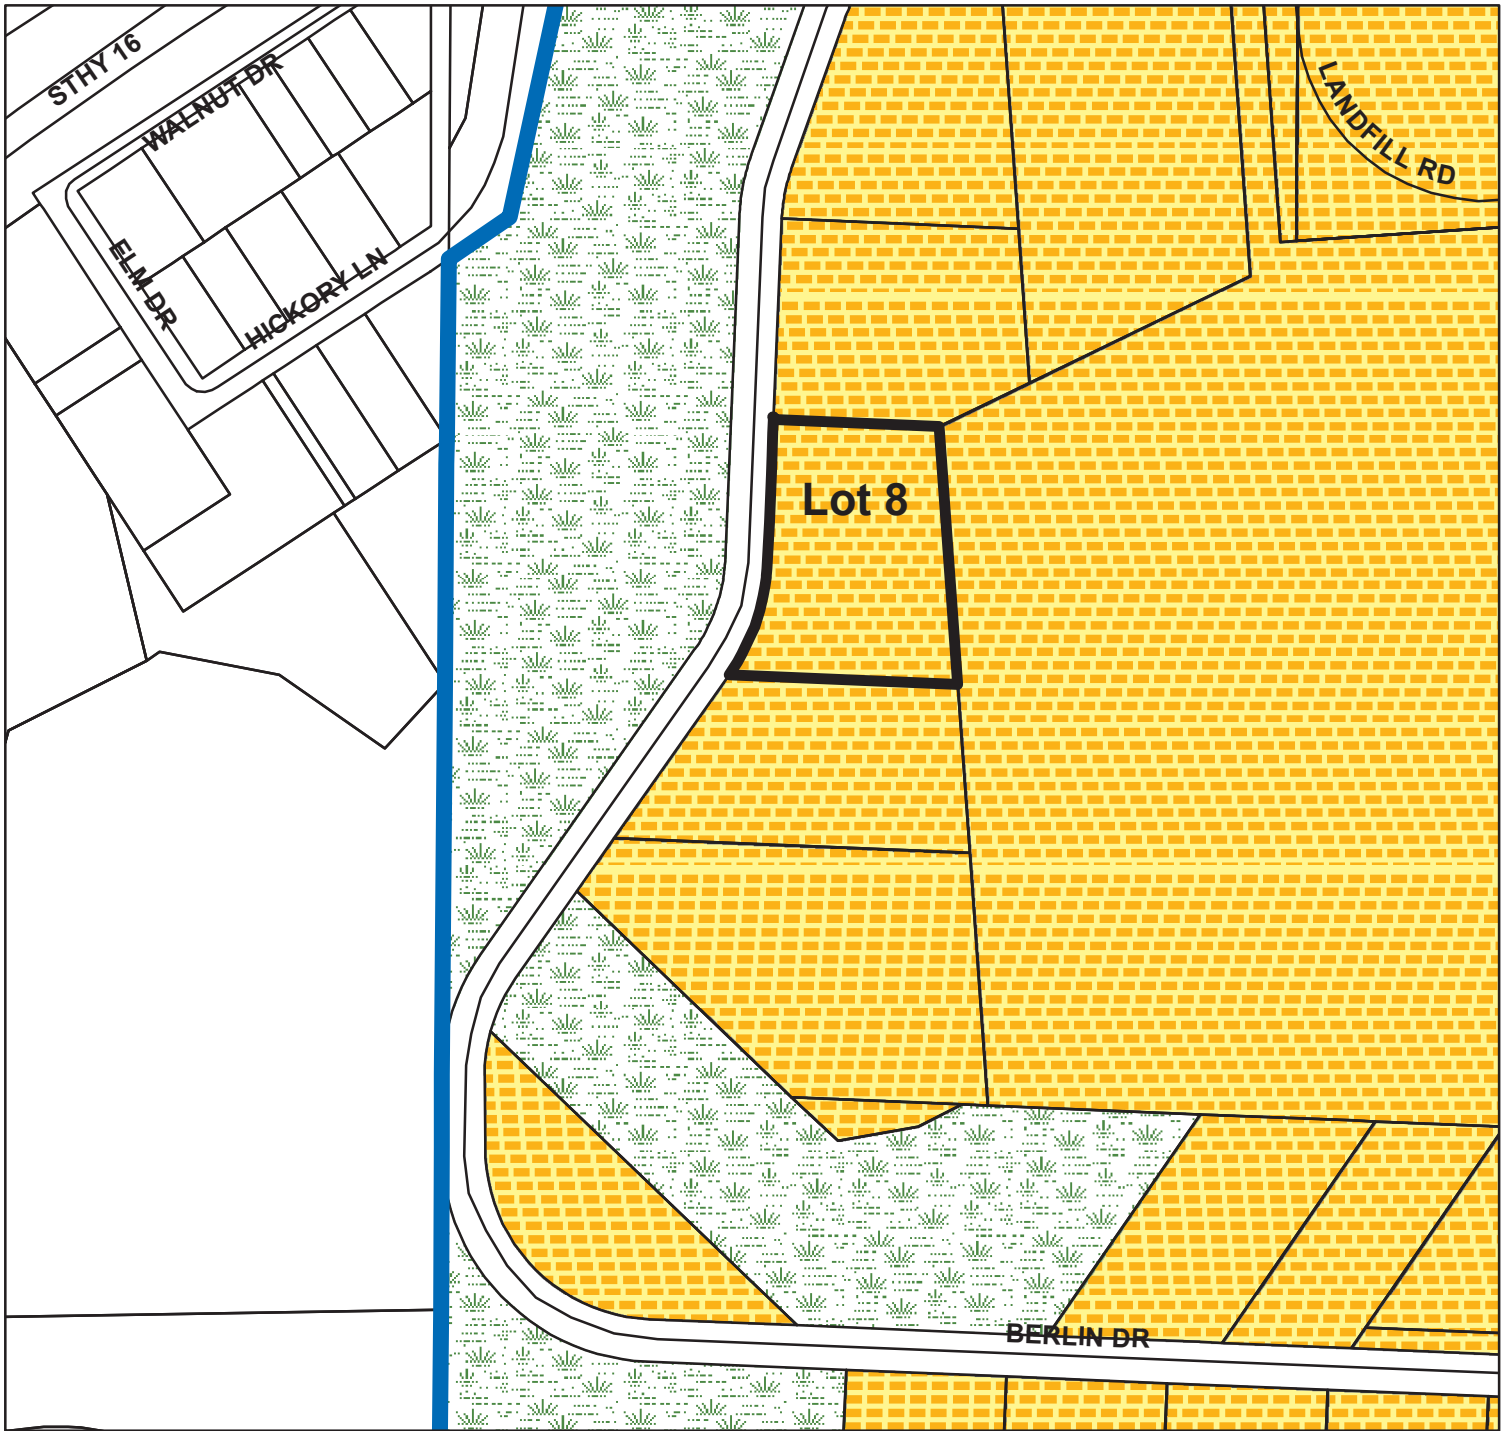 STHY 16
WALNUT DR
LANDFILL RD
ELM DR
HICKORY LN
Lot 8
BERLIN DR